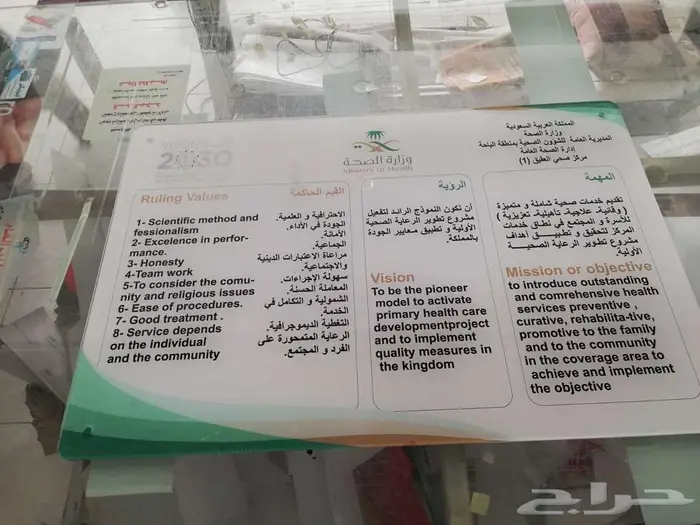 المملكة العربية السعودية
وزارة الصحة
المديرية العامة للشؤون الصحية بمنطقة الباحة
إدارة الصحة العامة
مركز صحي العقيق (1)
2030
وزارة الصحة
Ministry of Health
Ruling Values
القيم الحاكمة
1- Scientific method and
fessionalism
2- Excelence in perfor-
mance.
3- Honesty
4-Team work
5-To consider the comu-
nity and religious issues
6- Ease of procedures.
7- Good treatment .
8- Service depends
on the individual
and the community
الاحترافية و العلمية.
الجودة في الأداء.
الأمانة.
الجماعية.
مراعاة الاعتبارات الدينية
والاجتماعية.
سهولة الإجراءات.
المعاملة الحسنة.
الشمولية و التكامل في
الخدمة.
التغطية الديموجرافية.
الرعاية المتمحورة على
الفرد و المجتمع.
الرؤية
أن نكون النموذج الرائد لتفعيل
مشروع تطوير الرعاية الصحية
الأولية و تطبيق معايير الجودة
بالمملكة.
Vision
To be the pioneer
model to activate
primary health care
developmentproject
and to implement
quality measures in
the kingdom
المهمة
تقديم خدمات صحية شاملة و متميزة
( وقائية، علاجية، تأهيلية، تعزيزية )
للأسرة و المجتمع في نطاق خدمات
المركز لتحقيق و تطبيق أهداف
مشروع تطوير الرعاية الصحية
الأولية.
Mission or objective
to introduce outstanding
and comrehensive health
services preventive ,
curative, rehabilita-tive,
promotive to the family
and to the community
in the coverage area to
achieve and implement
the objective
حراج